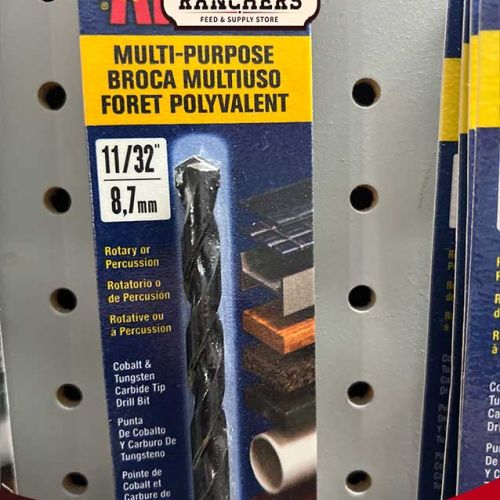 RANCHERS
FEED & SUPPLY STORE
MULTI-PURPOSE
BROCA MULTIUSO
FORET POLYVALENT
11/32"
8,7mm
Rotary or
Percussion
Rotatorio o
de Percusión
Rotative ou
à Percussion
Cobalt &
Tungsten
Carbide Tip
Drill Bit
Punta
De Cobalto
Y Carburo De
Tungsteno
Pointe de
Cobalt et
Carbure de